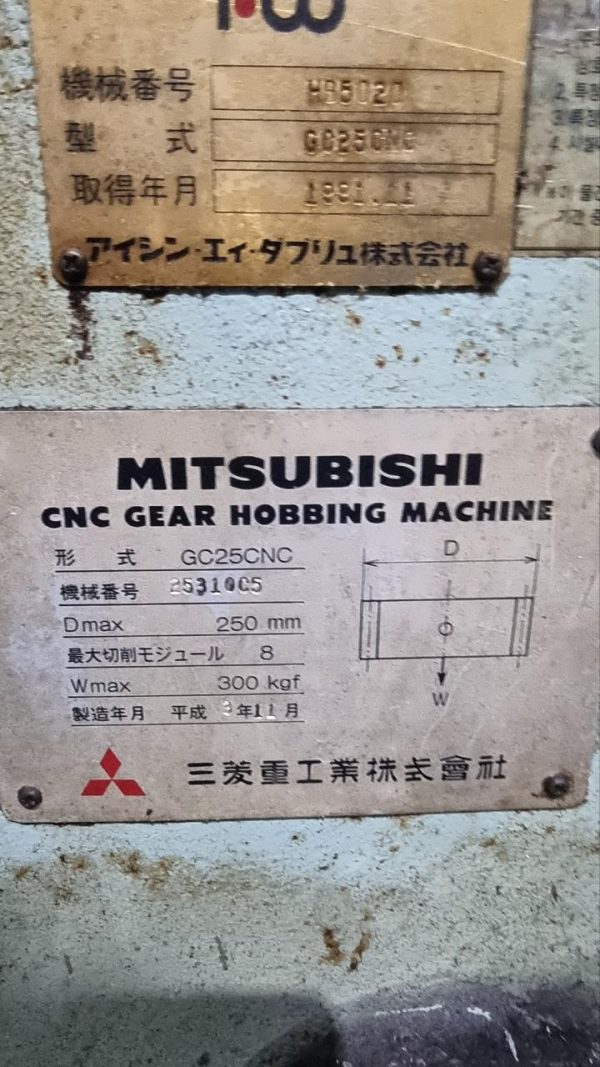 機械番号 HB5020
型式 GC25CNC
取得年月 1991.11
アイシン・エィ・ダブリュ株式会社
2. 특정
MITSUBISHI
CNC GEAR HOBBING MACHINE
形式 GC25CNC
機械番号 25310C5
Dmax 250 mm
最大切削モジュール 8
Wmax 300 kgf
製造年月 平成 3年11月
D
W
三菱重工業株式會社